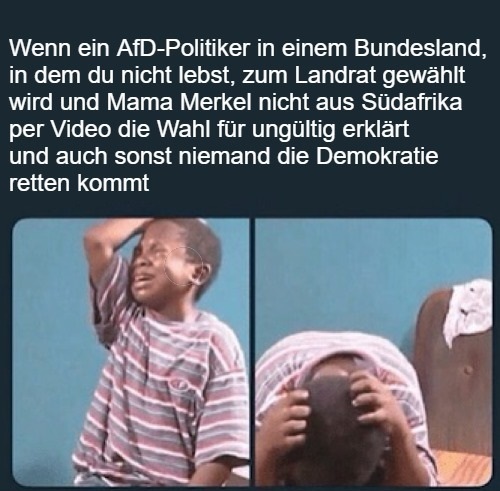 Wenn ein AfD-Politiker in einem Bundesland,
in dem du nicht lebst, zum Landrat gewählt
wird und Mama Merkel nicht aus Südafrika
per Video die Wahl für ungültig erklärt
und auch sonst niemand die Demokratie
retten kommt